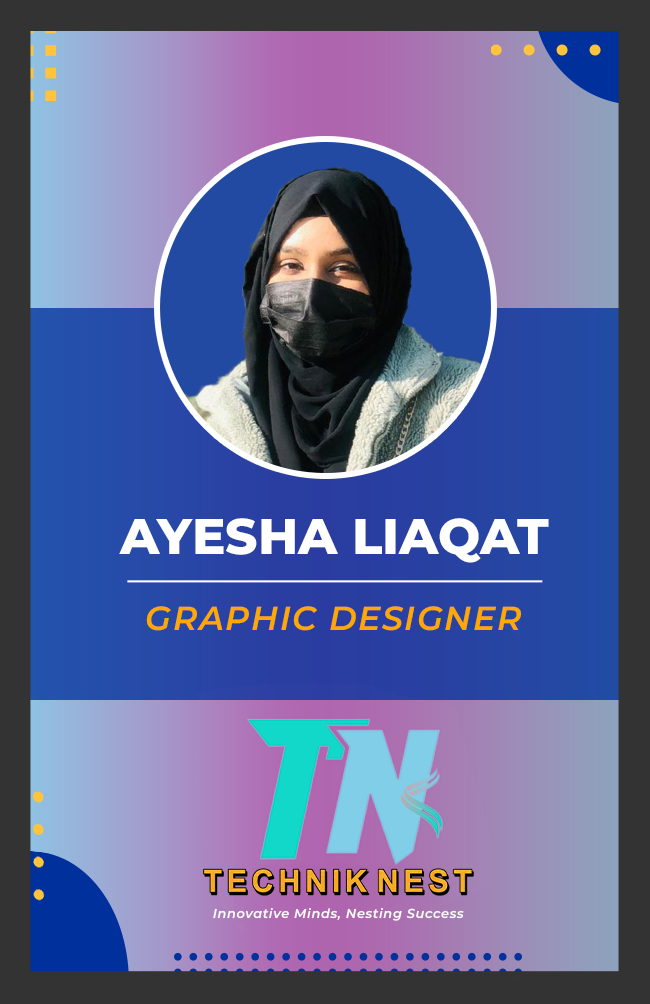 AYESHA LIAQAT
GRAPHIC DESIGNER
TN
TECHNIK NEST
Innovative Minds, Nesting Success